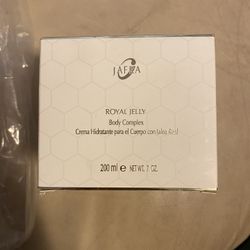 JAFRA
ROYAL JELLY
Body Complex
Crema Hidratante para el Cuerpo con Jalea Real
200 ml e NET WT. 7 OZ.